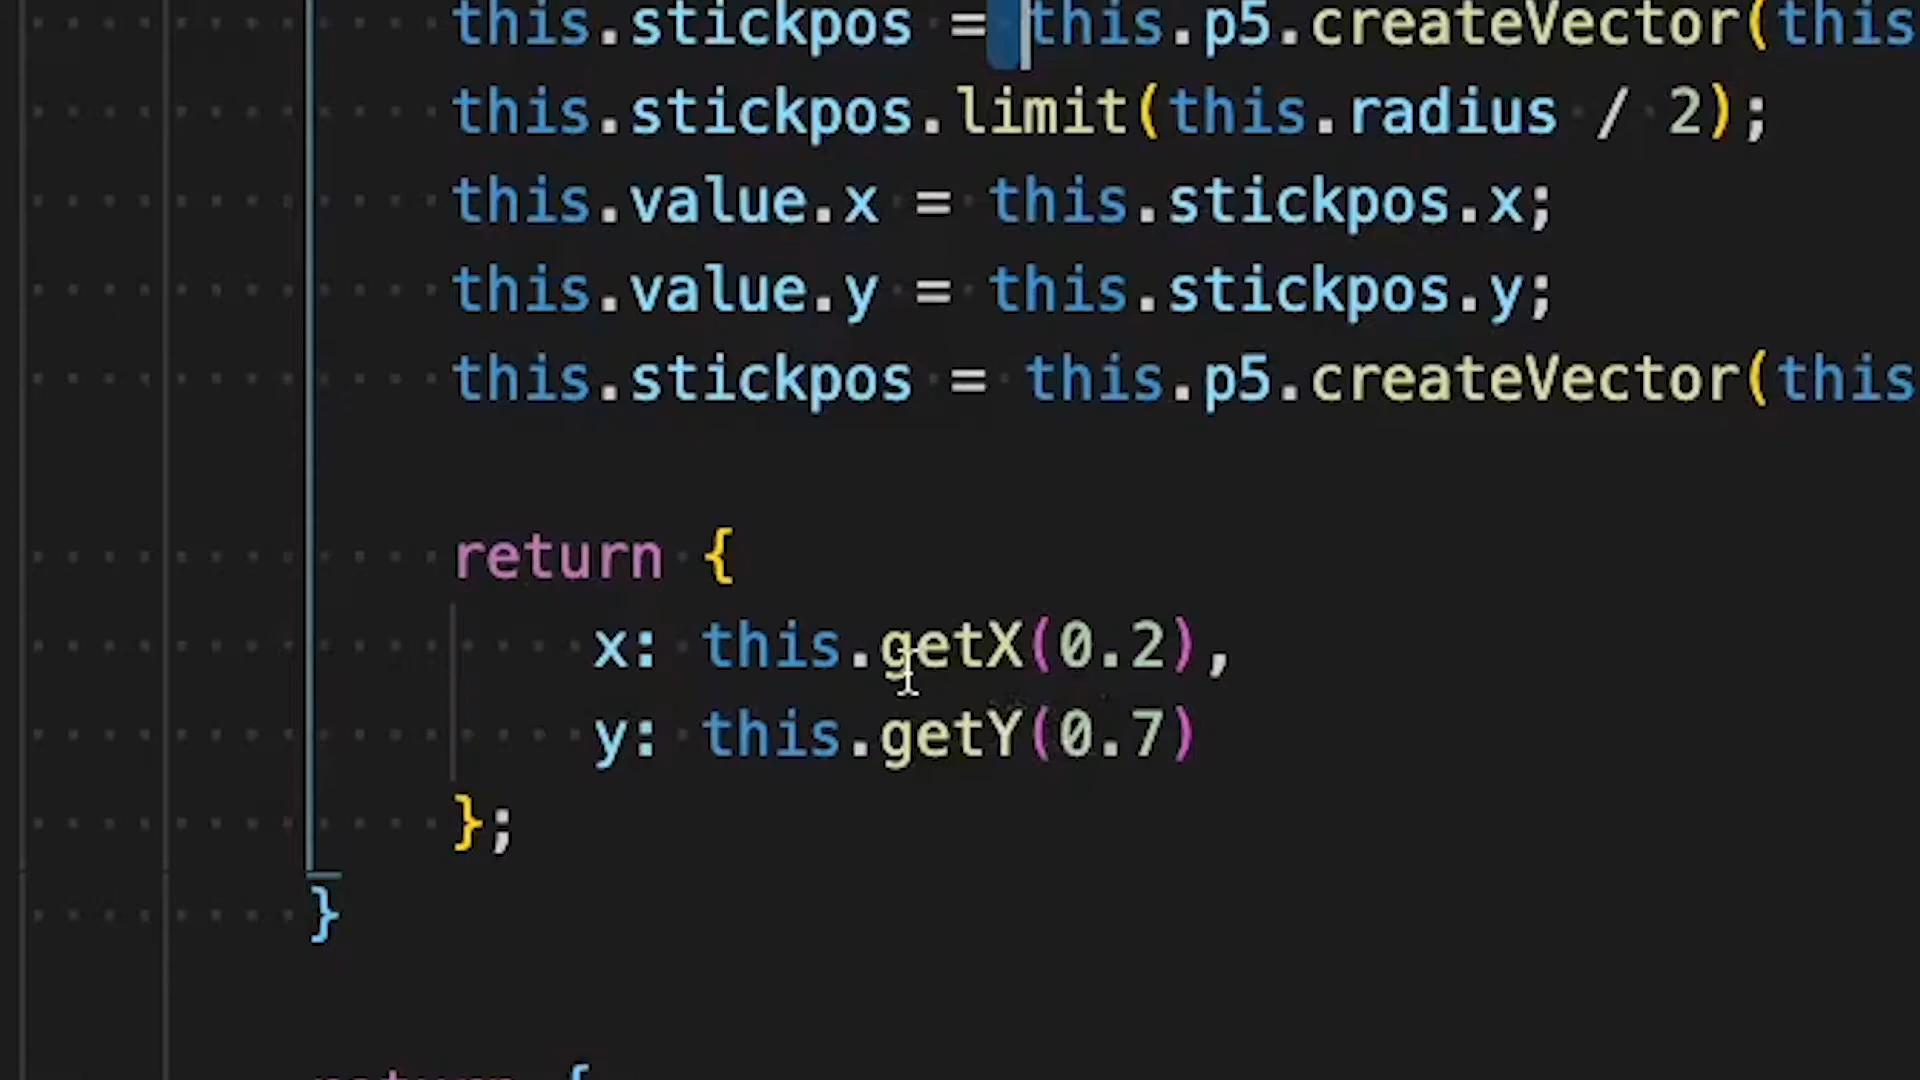 this.stickpos = this.p5.createVector(this
this.stickpos.limit(this.radius / 2);
this.value.x = this.stickpos.x;
this.value.y = this.stickpos.y;
this.stickpos = this.p5.createVector(this
return {
x: this.getX(0.2),
y: this.getY(0.7)
};
}
return {